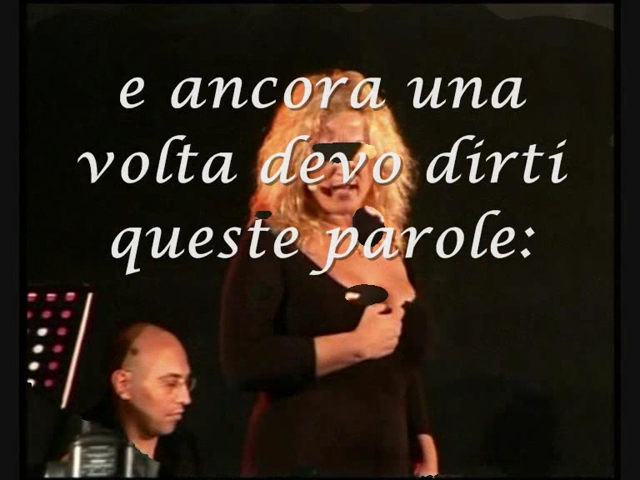 e ancora una
volta devo dirti
queste parole: